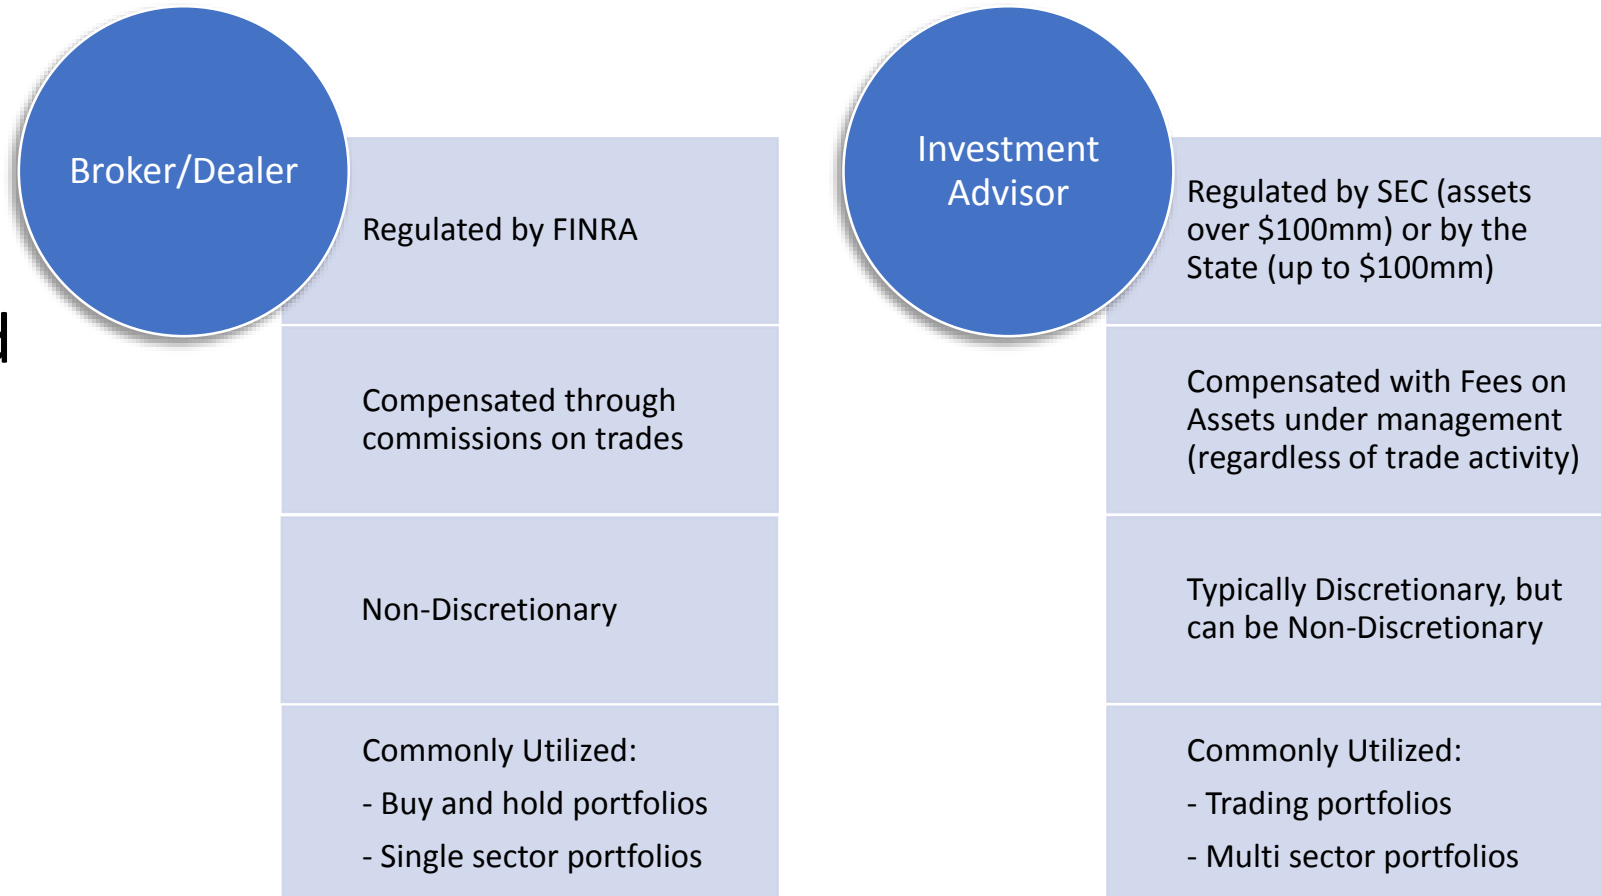 Broker/Dealer
Regulated by FINRA
Compensated through
commissions on trades
Non-Discretionary
Commonly Utilized:
- Buy and hold portfolios
- Single sector portfolios
Investment
Advisor
Regulated by SEC (assets
over $100mm) or by the
State (up to $100mm)
Compensated with Fees on
Assets under management
(regardless of trade activity)
Typically Discretionary, but
can be Non-Discretionary
Commonly Utilized:
- Trading portfolios
- Multi sector portfolios